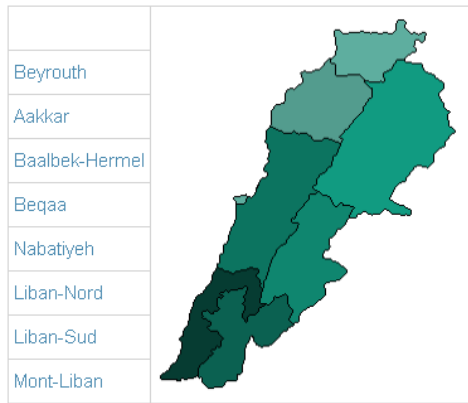 Beyrouth
Aakkar
Baalbek-Hermel
Beqaa
Nabatiyeh
Liban-Nord
Liban-Sud
Mont-Liban